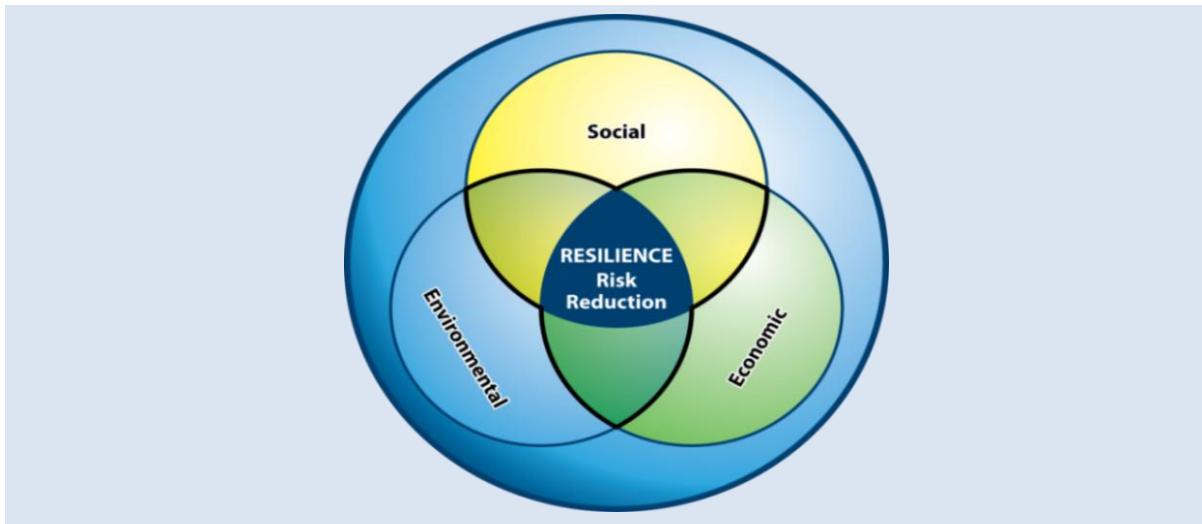 Social
RESILIENCE
Risk
Reduction
Environmental
Economic